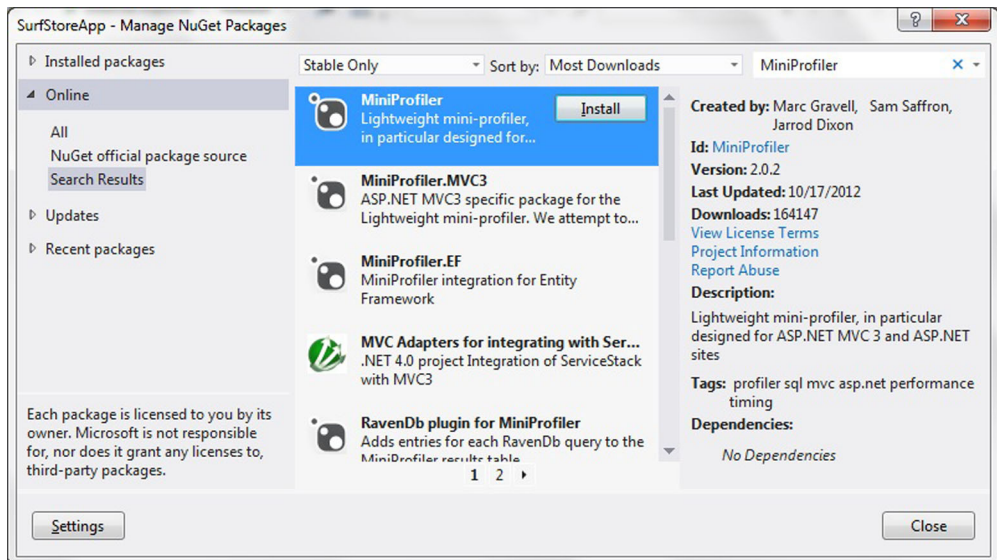 SurfStoreApp - Manage NuGet Packages
Installed packages
Online
All
NuGet official package source
Search Results
Updates
Recent packages
Each package is licensed to you by its
owner. Microsoft is not responsible
for, nor does it grant any licenses to,
third-party packages.
Settings
Stable Only
Sort by: Most Downloads
MiniProfiler
MiniProfiler
Lightweight mini-profiler,
in particular designed for...
Install
MiniProfiler.MVC3
ASP.NET MVC3 specific package for the
Lightweight mini-profiler. We attempt to...
MiniProfiler.EF
MiniProfiler integration for Entity
Framework
MVC Adapters for integrating with Ser...
.NET 4.0 project Integration of ServiceStack
with MVC3
RavenDb plugin for MiniProfiler
Adds entries for each RavenDb query to the
MiniProfiler results table
1 2
Created by: Marc Gravell, Sam Saffron,
Jarrod Dixon
Id: MiniProfiler
Version: 2.0.2
Last Updated: 10/17/2012
Downloads: 164147
View License Terms
Project Information
Report Abuse
Description:
Lightweight mini-profiler, in particular
designed for ASP.NET MVC 3 and ASP.NET
sites
Tags: profiler sql mvc asp.net performance
timing
Dependencies:
No Dependencies
Close